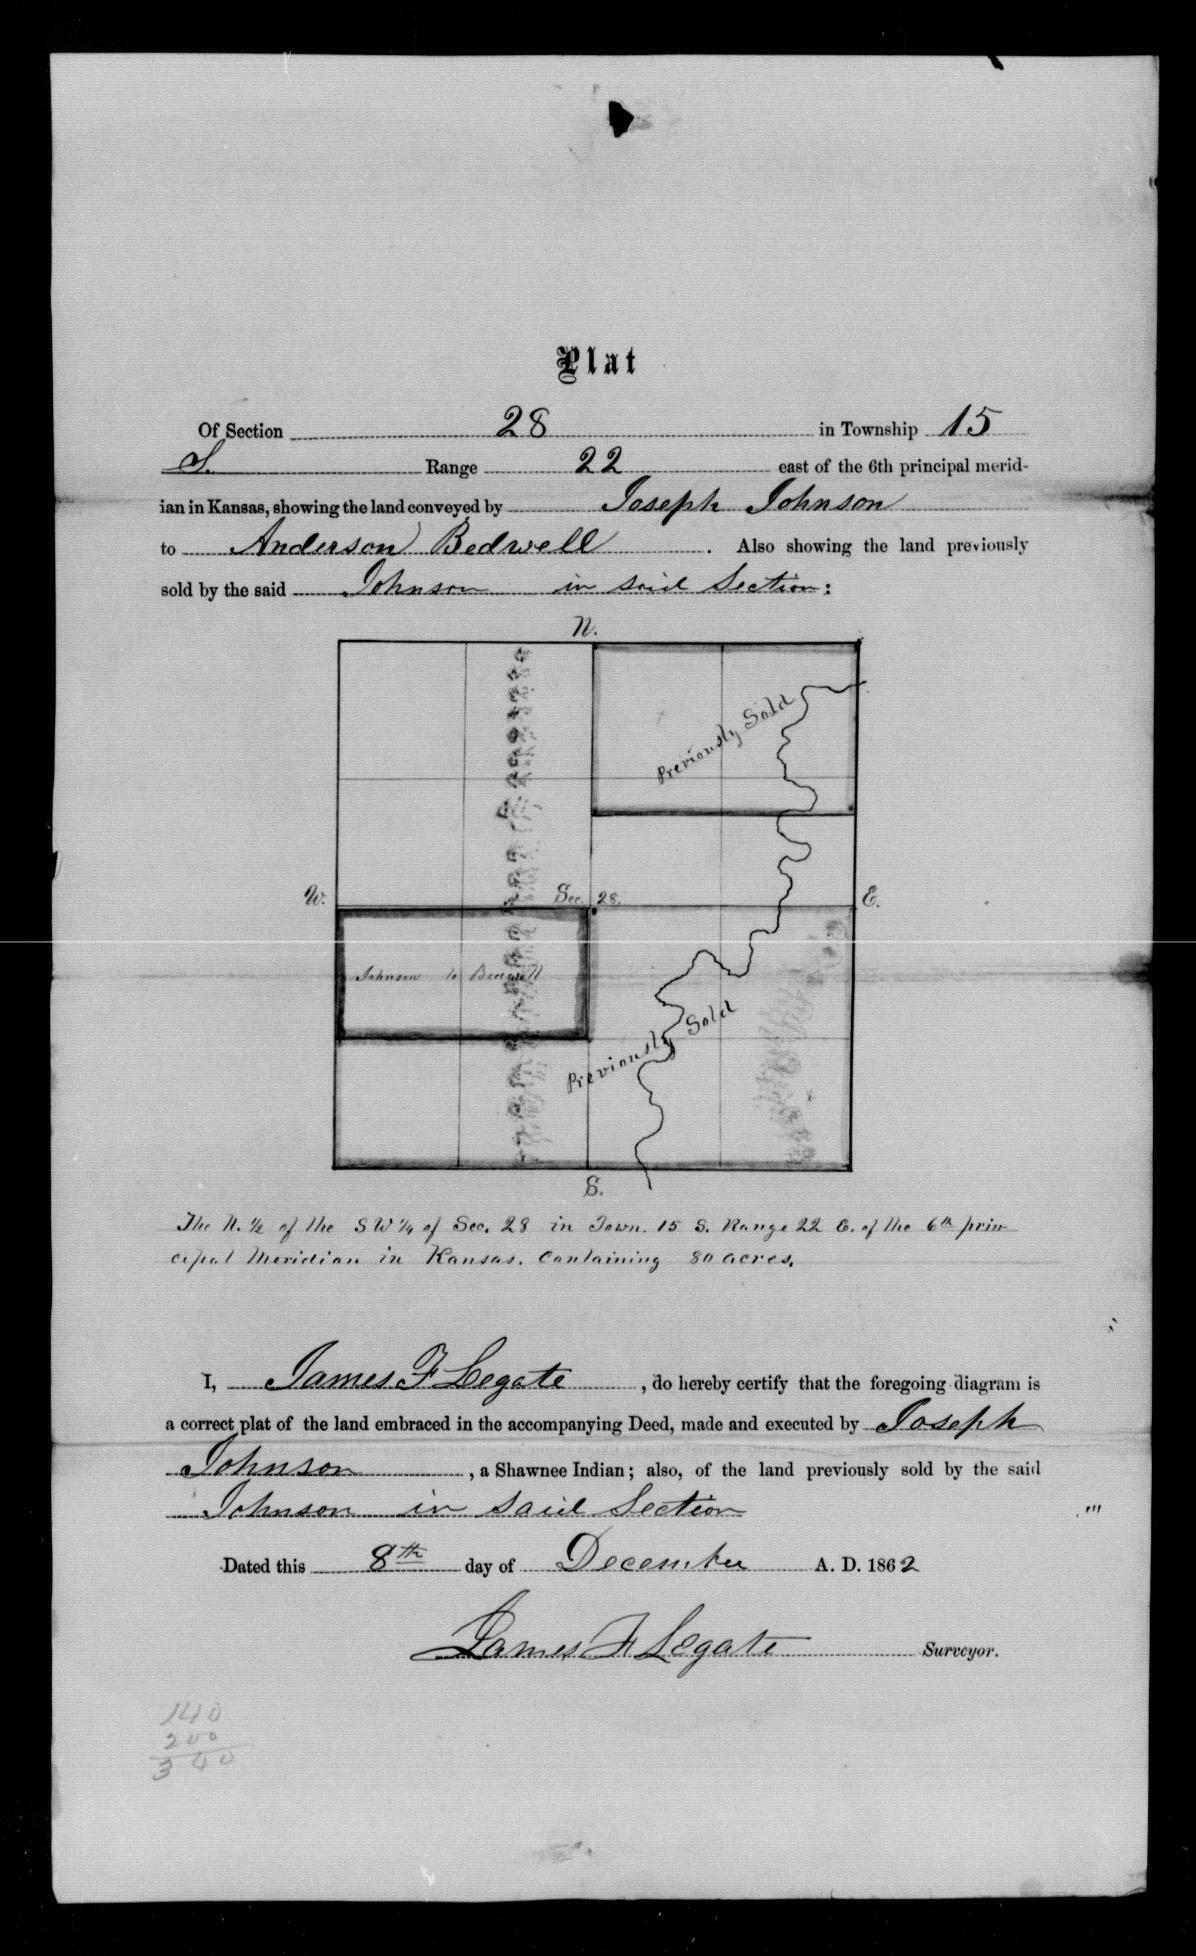 Plat
Of Section 28 in Township 15
S. Range 22 east of the 6th principal merid-
ian in Kansas, showing the land conveyed by Joseph Johnson
to Anderson Bedwell . Also showing the land previously
sold by the said Johnson in said Section:
N.
Previously Sold
W. Sec. 28. E.
Johnson to Bedwell
Previously Sold
S.
The N. ½ of the S W ¼ of Sec. 28 in Town. 15 S. Range 22 E. of the 6th prin
cipal Meridian in Kansas. Containing 80 acres.
I, James F Legate , do hereby certify that the foregoing diagram is
a correct plat of the land embraced in the accompanying Deed, made and executed by Joseph
Johnson , a Shawnee Indian; also, of the land previously sold by the said
Johnson in said Section
Dated this 8th day of December A. D. 1862
James F Legate Surveyor.
140
200
340